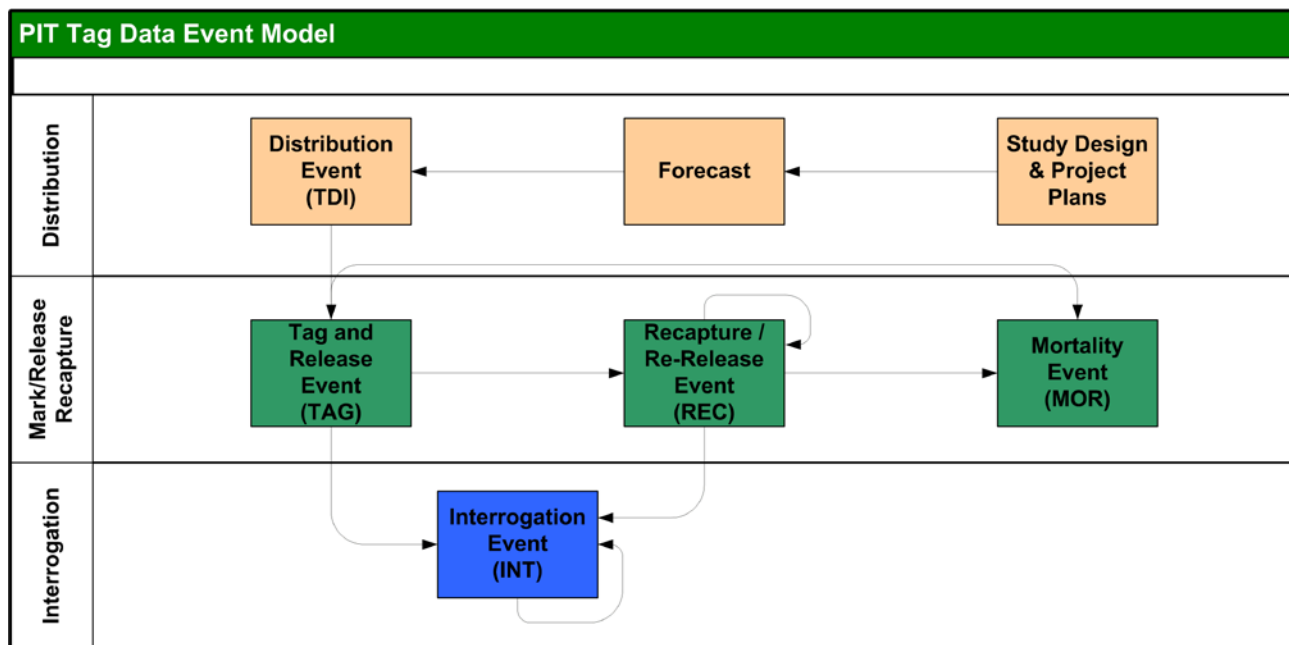 PIT Tag Data Event Model
Distribution
Distribution
Event
(TDI)
Forecast
Study Design
& Project
Plans
Mark/Release
Recapture
Tag and
Release
Event
(TAG)
Recapture /
Re-Release
Event
(REC)
Mortality
Event
(MOR)
Interrogation
Interrogation
Event
(INT)